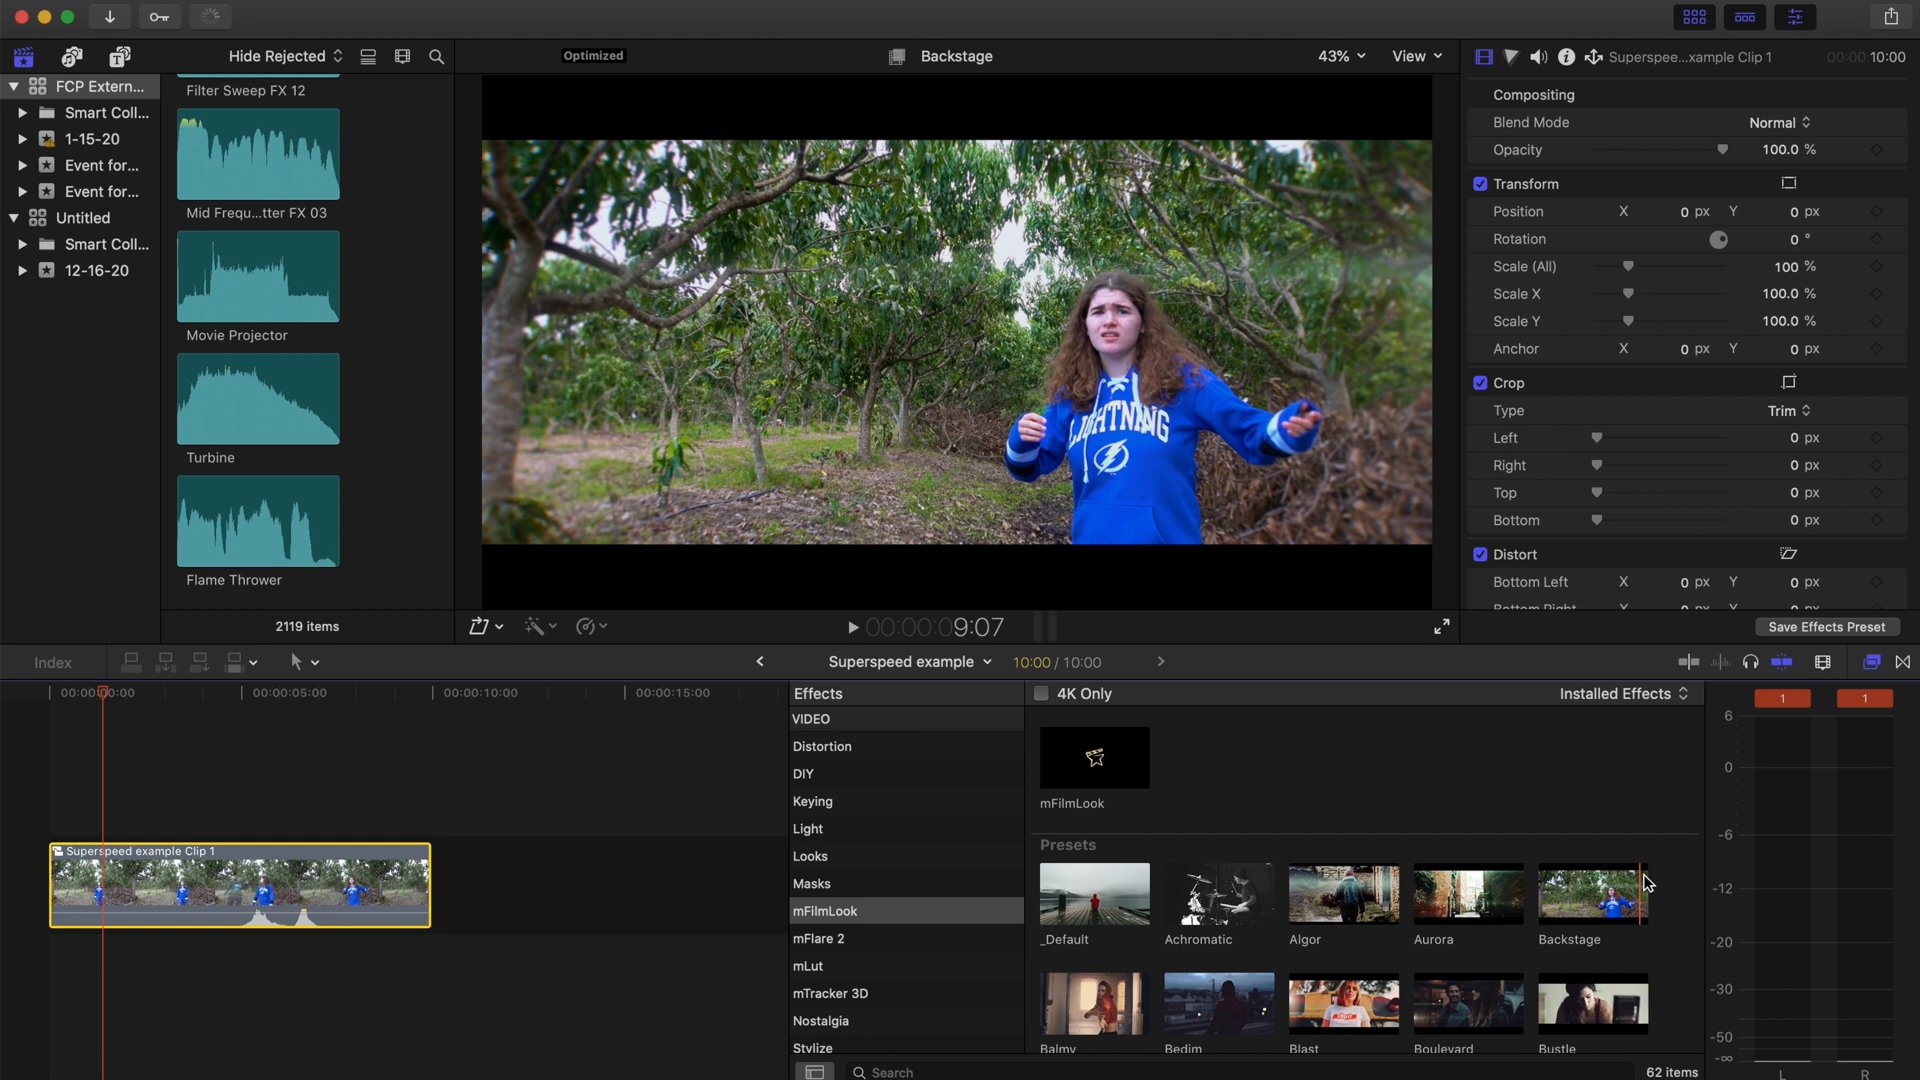 Hide Rejected
Optimized
Backstage
43%
View
Superspee...xample Clip 1
00:00:10:00
FCP Extern...
Smart Coll...
1-15-20
Event for...
Event for...
Untitled
Smart Coll...
12-16-20
Filter Sweep FX 12
Mid Frequ...tter FX 03
Movie Projector
Turbine
Flame Thrower
2119 items
LIGHTNING
Compositing
Blend Mode Normal
Opacity 100.0 %
Transform
Position X 0 px Y 0 px
Rotation 0 °
Scale (All) 100 %
Scale X 100.0 %
Scale Y 100.0 %
Anchor X 0 px Y 0 px
Crop
Type Trim
Left 0 px
Right 0 px
Top 0 px
Bottom 0 px
Distort
Bottom Left X 0 px Y 0 px
Bottom Right X 0 px Y 0 px
Save Effects Preset
00:00:09:07
Index
Superspeed example
10:00 / 10:00
00:00:00:00
00:00:05:00
00:00:10:00
00:00:15:00
Superspeed example Clip 1
Effects
4K Only
Installed Effects
VIDEO
Distortion
DIY
Keying
Light
Looks
Masks
mFilmLook
mFlare 2
mLut
mTracker 3D
Nostalgia
Stylize
mFilmLook
Presets
_Default
Achromatic
Algor
Aurora
Backstage
Balmy
Bedim
Blast
Boulevard
Bustle
Search
62 items
1 1
6
0
-6
-12
-20
-30
-50
-∞
L R